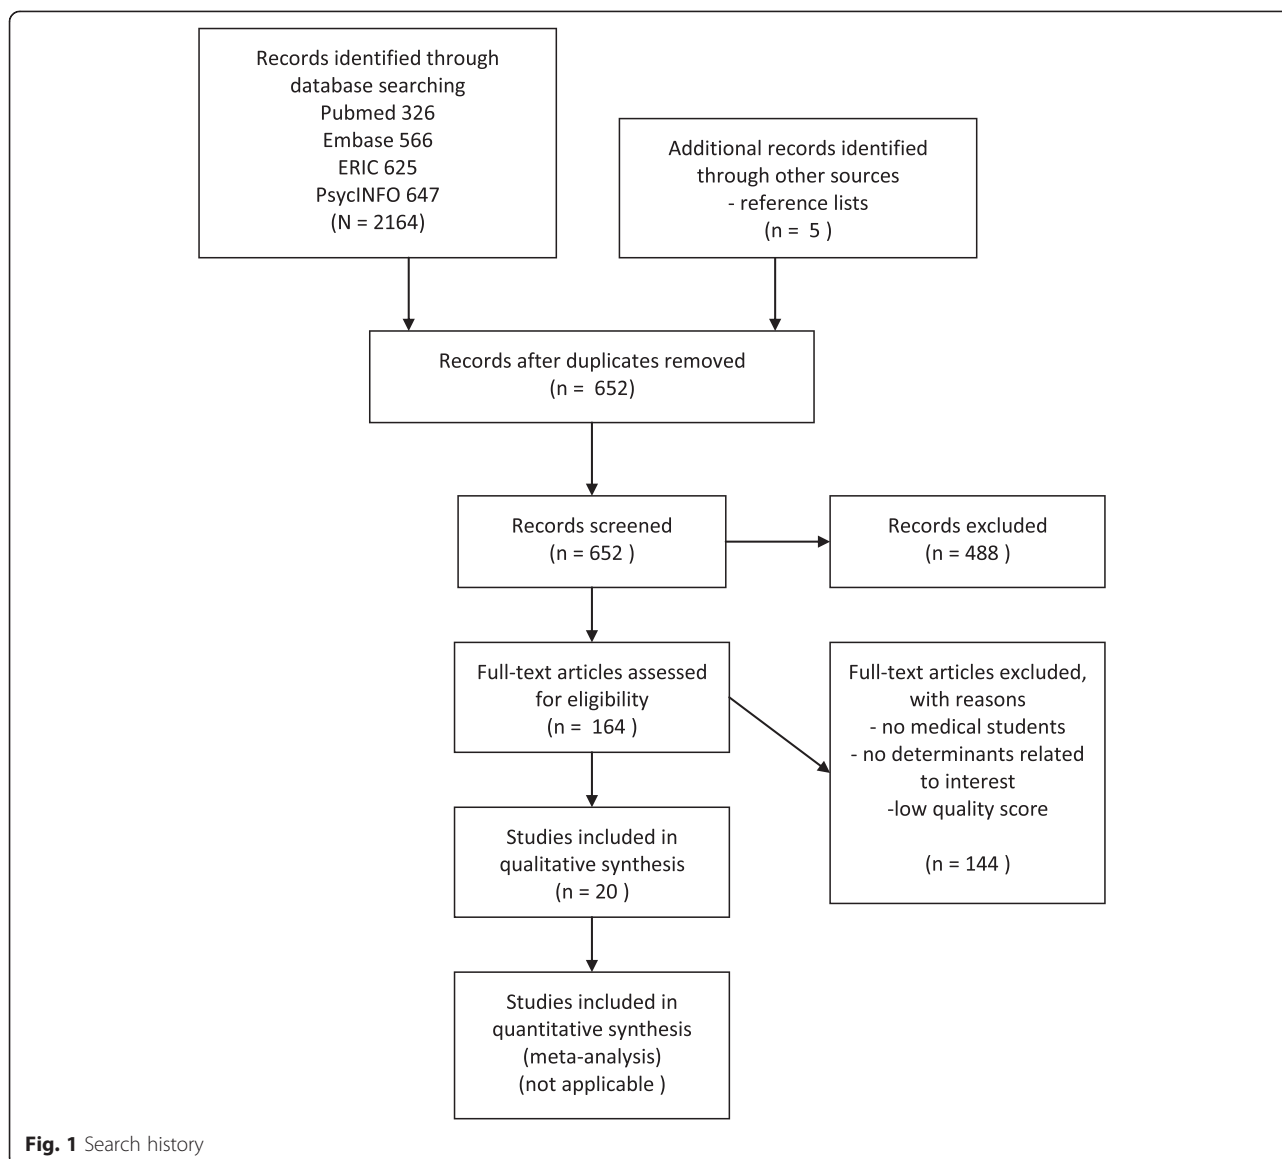 Records identified through
database searching
Pubmed 326
Embase 566
ERIC 625
PsycINFO 647
(N = 2164)
Additional records identified
through other sources
- reference lists
(n =  5 )
Records after duplicates removed
(n =  652)
Records screened
(n = 652 )
Records excluded
(n = 488 )
Full-text articles assessed
for eligibility
(n =  164 )
Full-text articles excluded,
with reasons
- no medical students
- no determinants related
to interest
-low quality score
(n = 144 )
Studies included in
qualitative synthesis
(n = 20 )
Studies included in
quantitative synthesis
(meta-analysis)
(not applicable )
Fig. 1 Search history